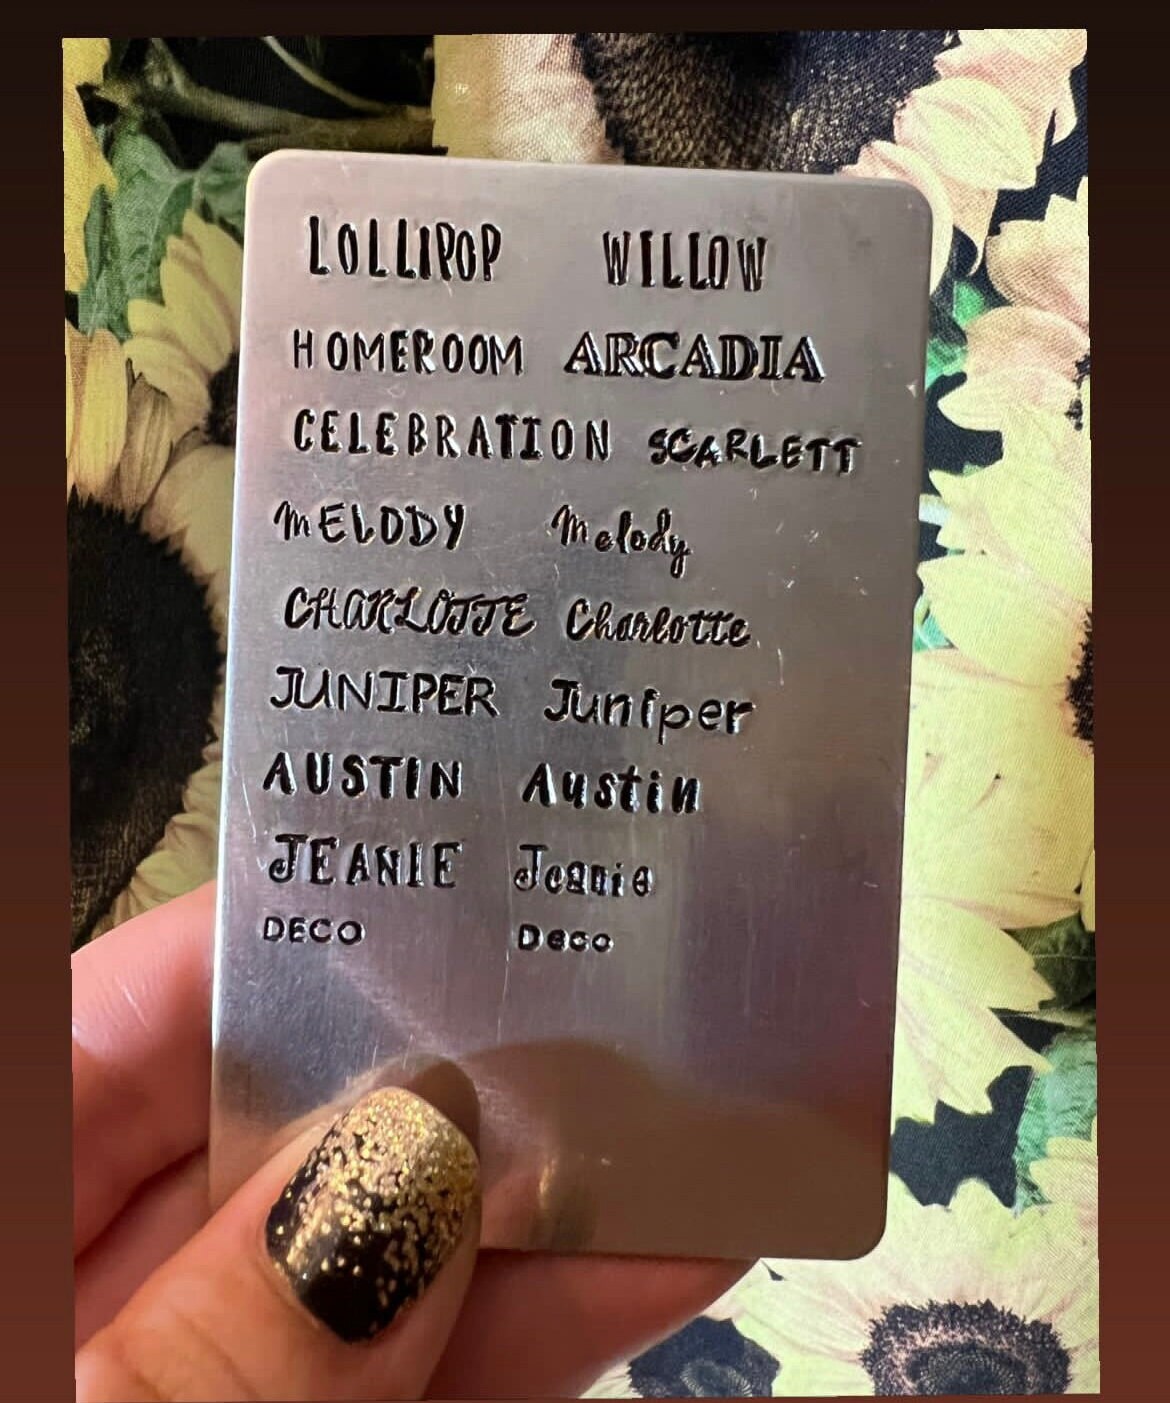 LOLLIPOP WILLOW
HOMEROOM ARCADIA
CELEBRATION SCARLETT
MELODY Melody
CHARLOTTE Charlotte
JUNIPER Juniper
AUSTIN Austin
JEANIE Jeanie
DECO Deco